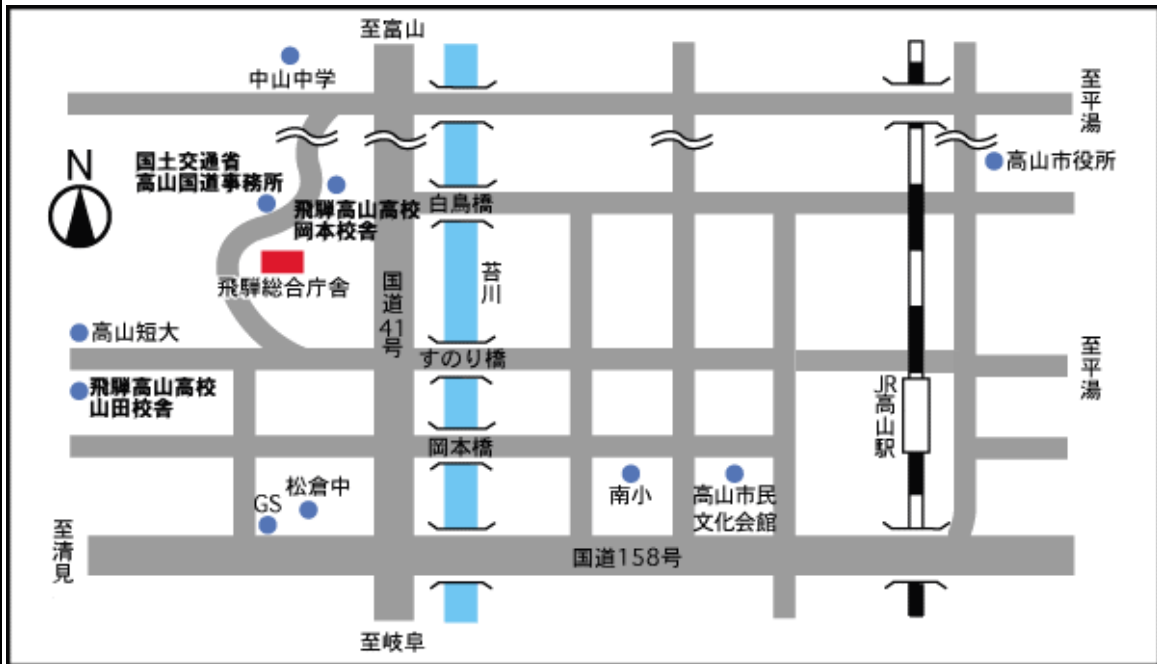 至富山
中山中学
至平湯
N
国土交通省
高山国道事務所
高山市役所
飛騨高山高校
岡本校舎
白鳥橋
飛騨総合庁舎
国道41号
苔川
高山短大
すのり橋
至平湯
飛騨高山高校
山田校舎
JR高山駅
岡本橋
松倉中
GS
南小
高山市民
文化会館
至清見
国道158号
至岐阜